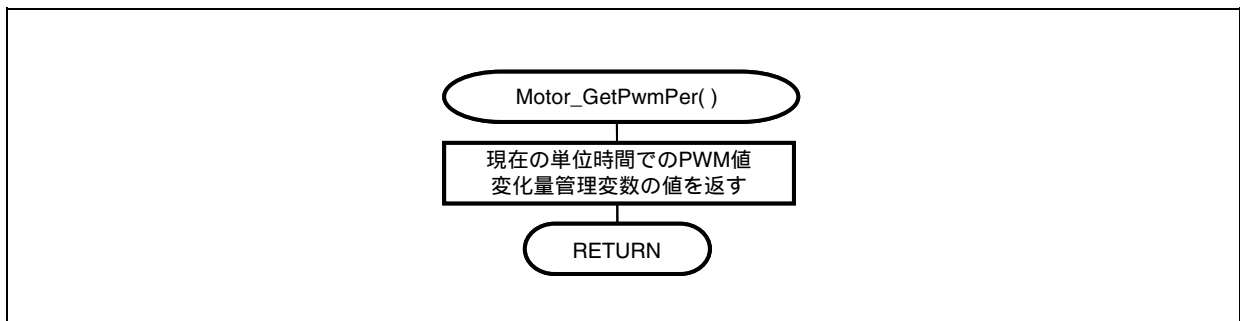 Motor_GetPwmPer( )
現在の単位時間でのPWM値
変化量管理変数の値を返す
RETURN